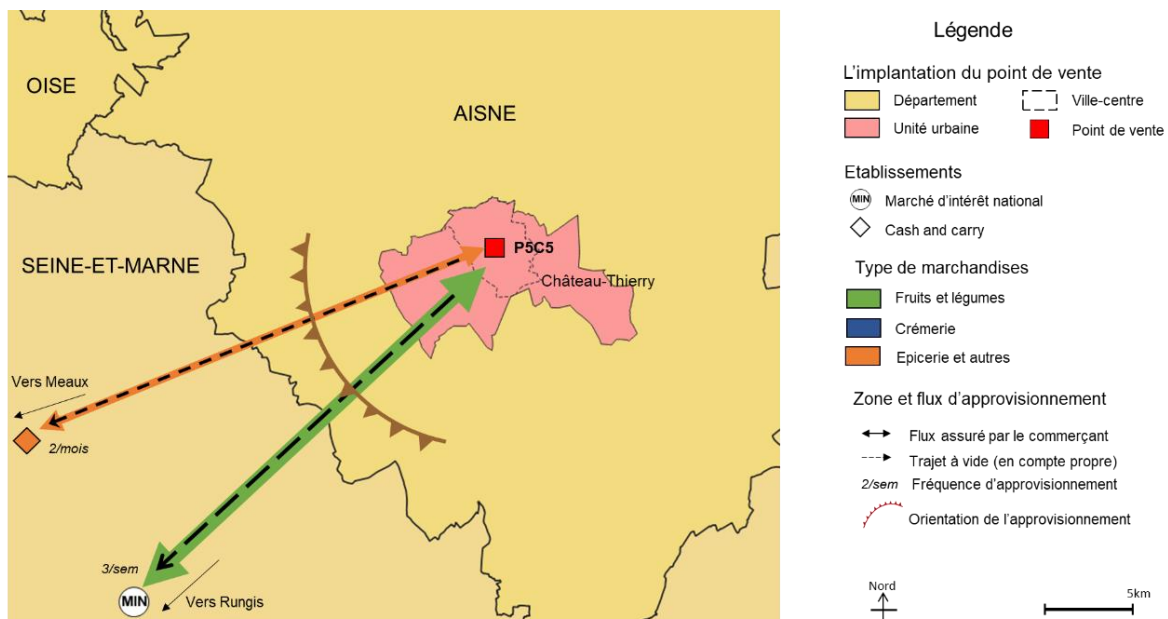 OISE
AISNE
SEINE-ET-MARNE
P5C5
Château-Thierry
Vers Meaux
2/mois
3/sem
MIN
Vers Rungis
Légende
L'implantation du point de vente
Département
Ville-centre
Unité urbaine
Point de vente
Etablissements
MIN
Marché d'intérêt national
Cash and carry
Type de marchandises
Fruits et légumes
Crémerie
Epicerie et autres
Zone et flux d'approvisionnement
Flux assuré par le commerçant
Trajet à vide (en compte propre)
2/sem
Fréquence d'approvisionnement
Orientation de l'approvisionnement
Nord
5km